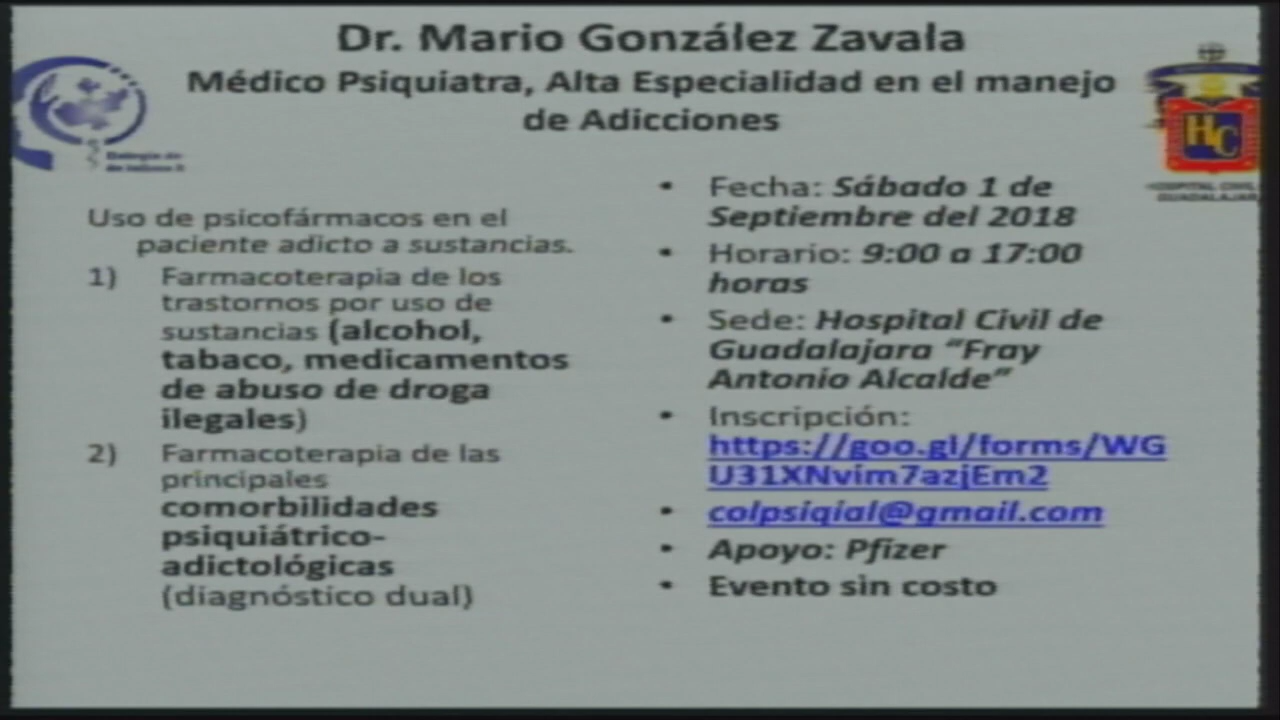 Dr. Mario González Zavala
Médico Psiquiatra, Alta Especialidad en el manejo
de Adicciones
Uso de psicofármacos en el
paciente adicto a sustancias.
1) Farmacoterapia de los
trastornos por uso de
sustancias (alcohol,
tabaco, medicamentos
de abuso de droga
ilegales)
2) Farmacoterapia de las
principales
comorbilidades
psiquiátrico-
adictológicas
(diagnóstico dual)
• Fecha: Sábado 1 de
Septiembre del 2018
• Horario: 9:00 a 17:00
horas
• Sede: Hospital Civil de
Guadalajara “Fray
Antonio Alcalde”
• Inscripción:
https://goo.gl/forms/WG
U31XNvim7azjEm2
• colpsiqial@gmail.com
• Apoyo: Pfizer
• Evento sin costo
HC
HOSPITAL CIVIL
GUADALAJAR